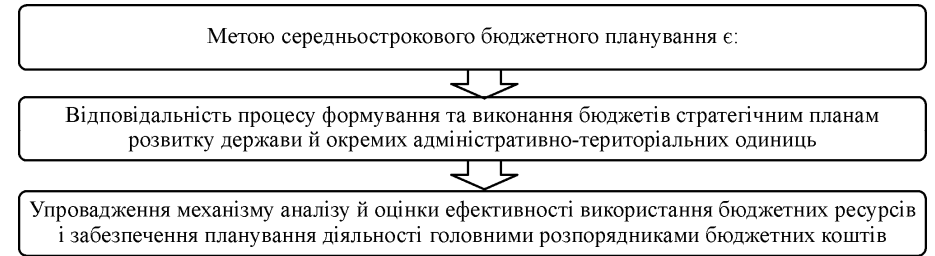 Метою середньострокового бюджетного планування є:
Відповідальність процесу формування та виконання бюджетів стратегічним планам
розвитку держави й окремих адміністративно-територіальних одиниць
Упровадження механізму аналізу й оцінки ефективності використання бюджетних ресурсів
і забезпечення планування діяльності головними розпорядниками бюджетних коштів